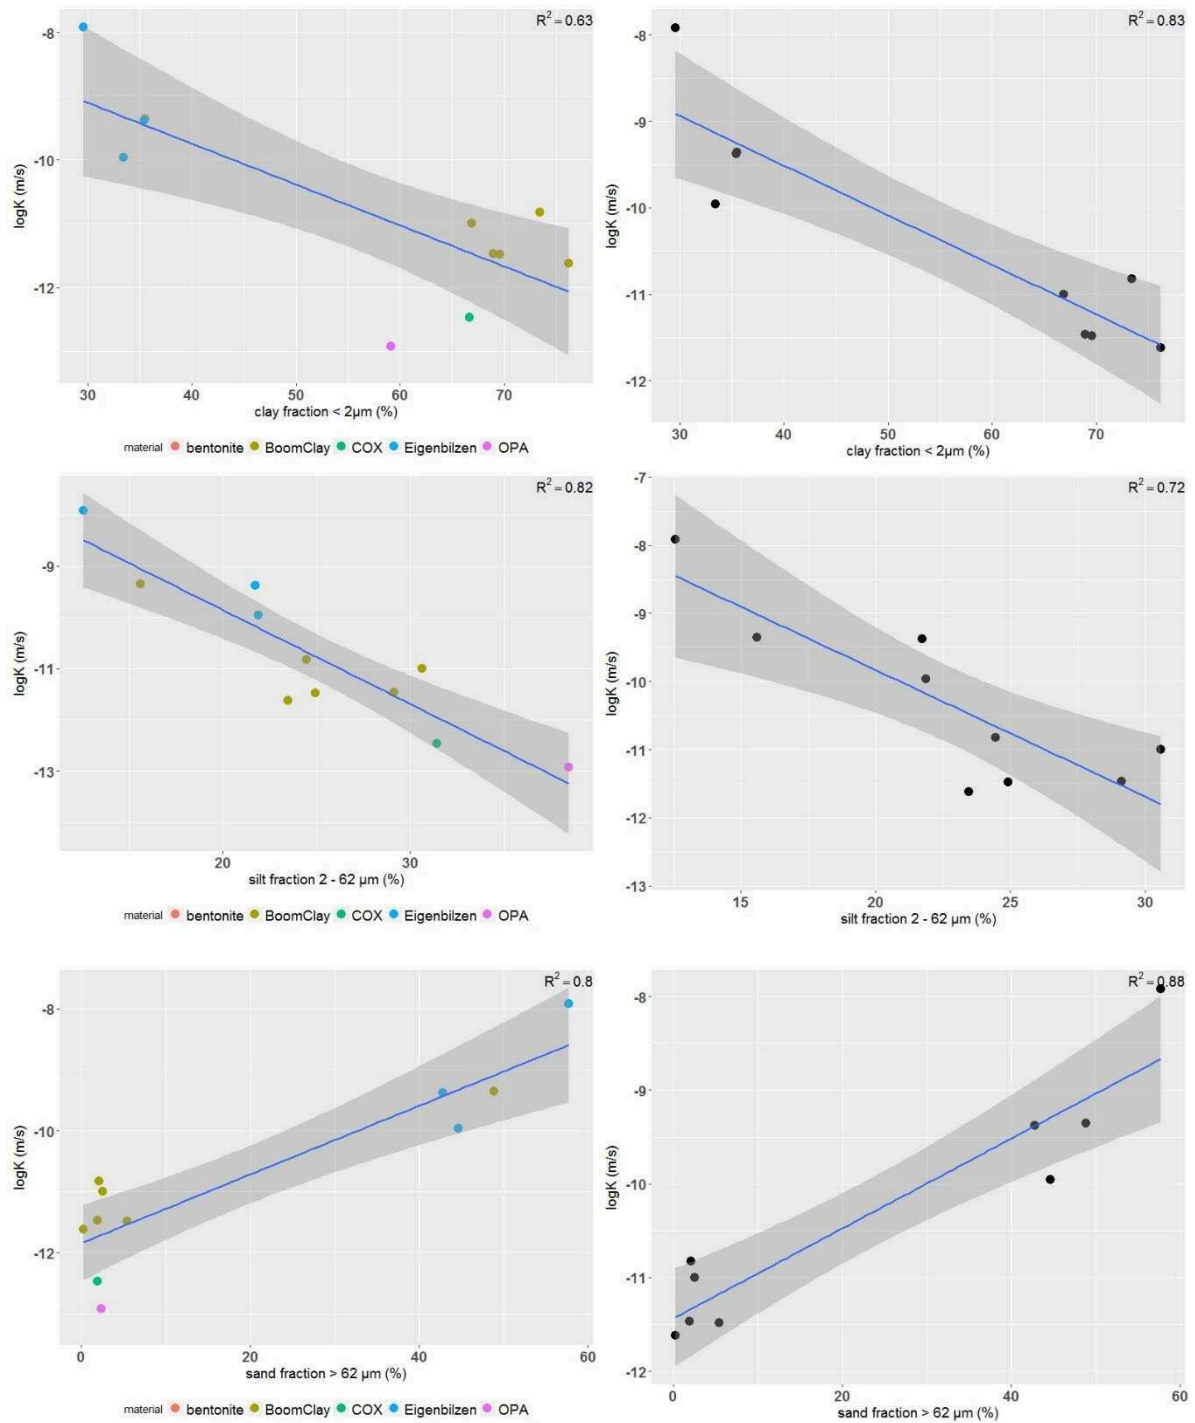 R² = 0.63
-8
-10
-12
logK (m/s)
30 40 50 60 70
clay fraction < 2µm (%)
material bentonite BoomClay COX Eigenbilzen OPA
R² = 0.83
-8
-9
-10
-11
-12
logK (m/s)
30 40 60 70
clay fraction < 2µm (%)
R² = 0.82
-9
-11
-13
logK (m/s)
20 30
silt fraction 2 - 62 µm (%)
material bentonite BoomClay COX Eigenbilzen OPA
R² = 0.72
-7
-8
-9
-10
-11
-12
-13
logK (m/s)
15 20 25 30
silt fraction 2 - 62 µm (%)
R² = 0.8
-8
-10
-12
logK (m/s)
0 20 40 60
sand fraction > 62 µm (%)
material bentonite BoomClay COX Eigenbilzen OPA
R² = 0.88
-8
-9
-10
-11
-12
logK (m/s)
0 20 40 60
sand fraction > 62 µm (%)